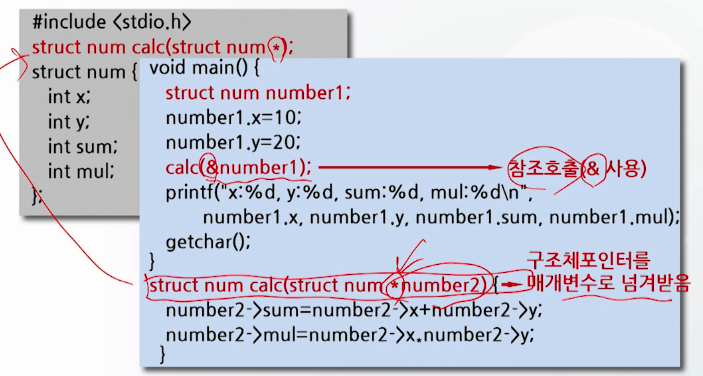 #include <stdio.h>
struct num calc(struct num *);
struct num {
int x;
int y;
int sum;
int mul;
};
void main() {
struct num number1;
number1.x=10;
number1.y=20;
calc(&number1);
참조호출(& 사용)
printf("x:%d, y:%d, sum:%d, mul:%d\n",
number1.x, number1.y, number1.sum, number1.mul);
getchar();
}
struct num calc(struct num *number2) {
구조체포인터를
매개변수로 넘겨받음
number2->sum=number2->x+number2->y;
number2->mul=number2->x*number2->y;
}